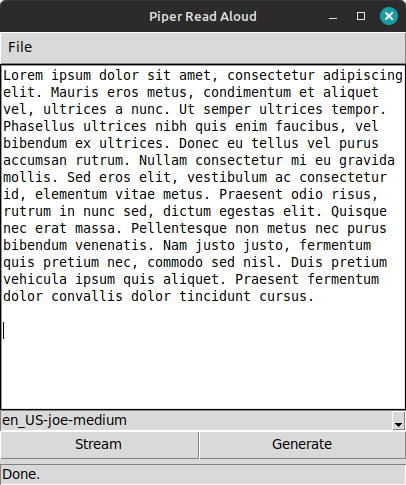 Piper Read Aloud
File
Lorem ipsum dolor sit amet, consectetur adipiscing
elit. Mauris eros metus, condimentum et aliquet
vel, ultrices a nunc. Ut semper ultrices tempor.
Phasellus ultrices nibh quis enim faucibus, vel
bibendum ex ultrices. Donec eu tellus vel purus
accumsan rutrum. Nullam consectetur mi eu gravida
mollis. Sed eros elit, vestibulum ac consectetur
id, elementum vitae metus. Praesent odio risus,
rutrum in nunc sed, dictum egestas elit. Quisque
nec erat massa. Pellentesque non metus nec purus
bibendum venenatis. Nam justo justo, fermentum
quis pretium nec, commodo sed nisl. Duis pretium
vehicula ipsum quis aliquet. Praesent fermentum
dolor convallis dolor tincidunt cursus.
en_US-joe-medium
Stream Generate
Done.